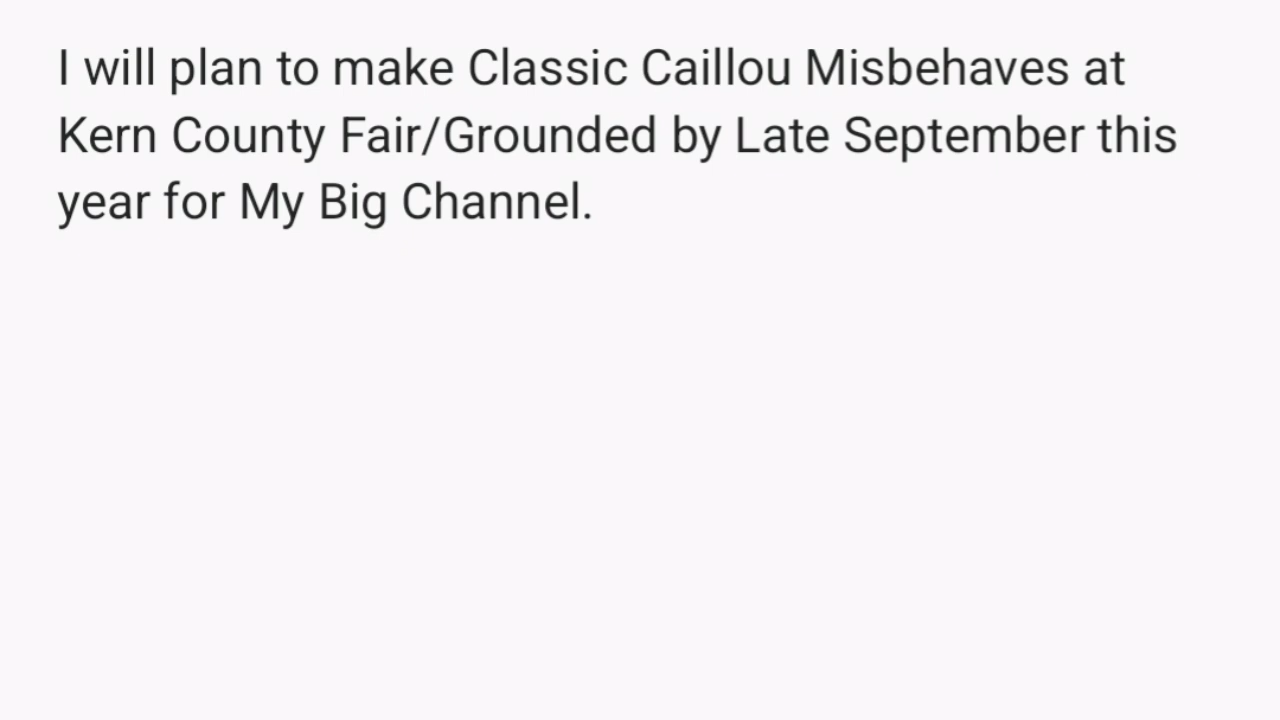 I will plan to make Classic Caillou Misbehaves at
Kern County Fair/Grounded by Late September this
year for My Big Channel.